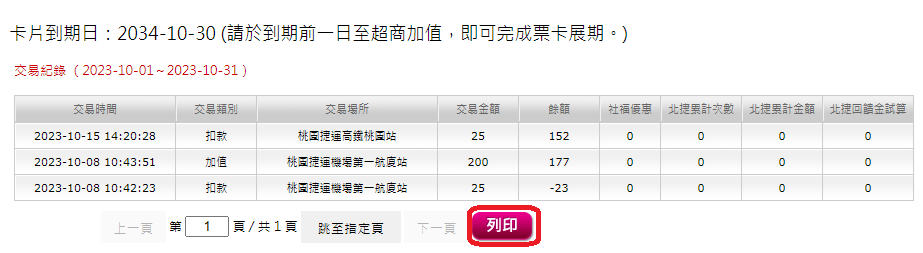 卡片到期日：2034-10-30 (請於到期前一日至超商加值，即可完成票卡展期。)
交易紀錄 （2023-10-01～2023-10-31）
交易時間 交易類別 交易場所 交易金額 餘額 社福優惠 北捷累計次數 北捷累計金額 北捷回饋金試算
2023-10-15 14:20:28 扣款 桃園捷運高鐵桃園站 25 152 0 0 0 0
2023-10-08 10:43:51 加值 桃園捷運機場第一航廈站 200 177 0 0 0 0
2023-10-08 10:42:23 扣款 桃園捷運機場第一航廈站 25 -23 0 0 0 0
上一頁 第 1 頁 / 共 1 頁 跳至指定頁 下一頁 列印